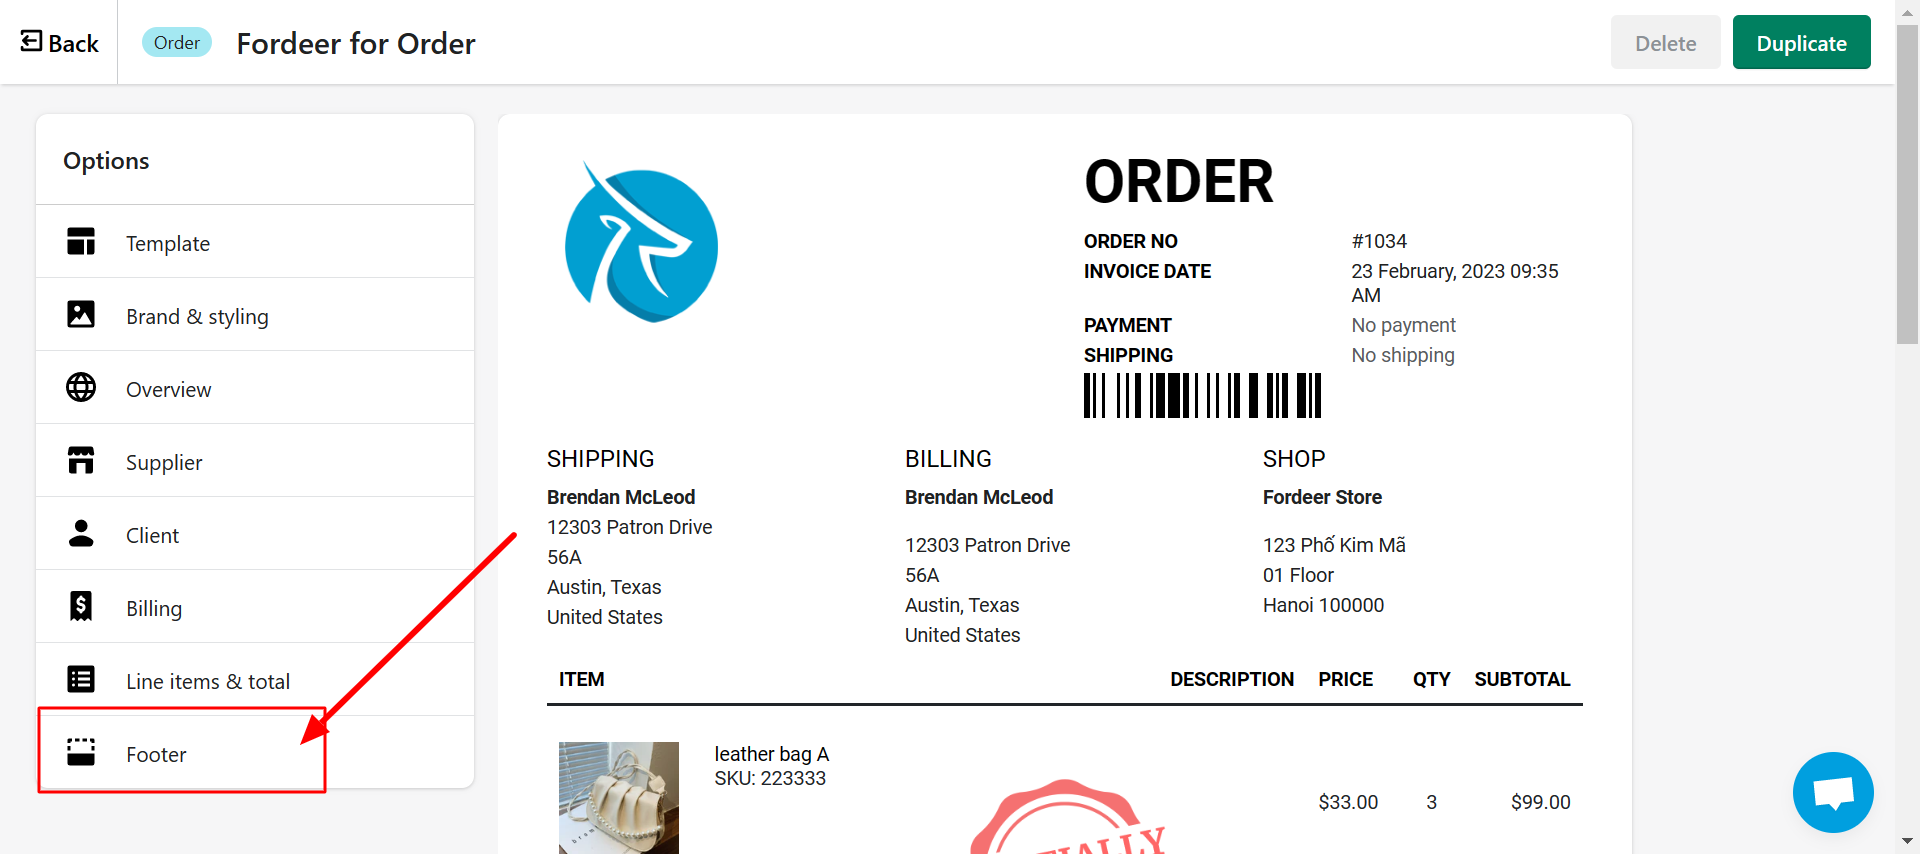 Back
Order
Fordeer for Order
Delete
Duplicate
Options
Template
Brand & styling
Overview
Supplier
Client
Billing
Line items & total
Footer
ORDER
ORDER NO #1034
INVOICE DATE 23 February, 2023 09:35
AM
PAYMENT No payment
SHIPPING No shipping
SHIPPING
Brendan McLeod
12303 Patron Drive
56A
Austin, Texas
United States
BILLING
Brendan McLeod
12303 Patron Drive
56A
Austin, Texas
United States
SHOP
Fordeer Store
123 Phố Kim Mã
01 Floor
Hanoi 100000
ITEM DESCRIPTION PRICE QTY SUBTOTAL
leather bag A
SKU: 223333
$33.00 3 $99.00